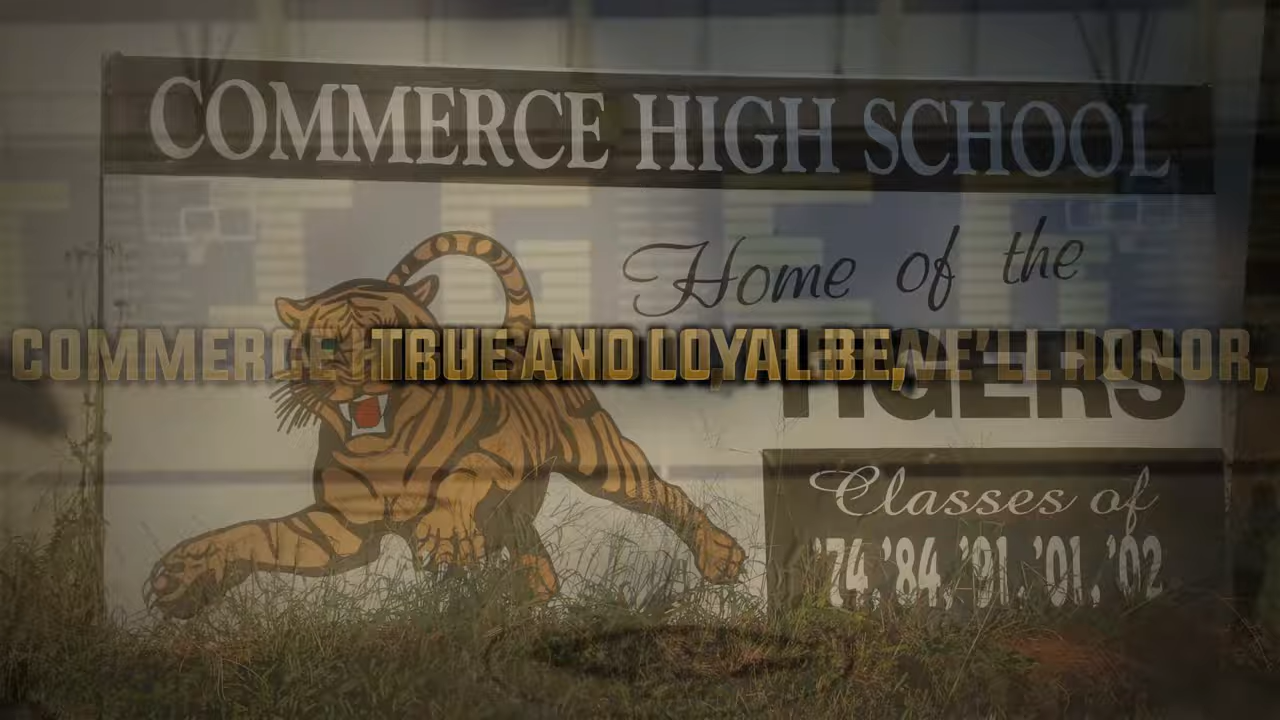 COMMERCE HIGH SCHOOL
Home of the
TIGERS
COMMERCE WE'LL HONOR,
TRUE AND LOYAL BE,
Classes of
'74, '84, '91, '01, '02